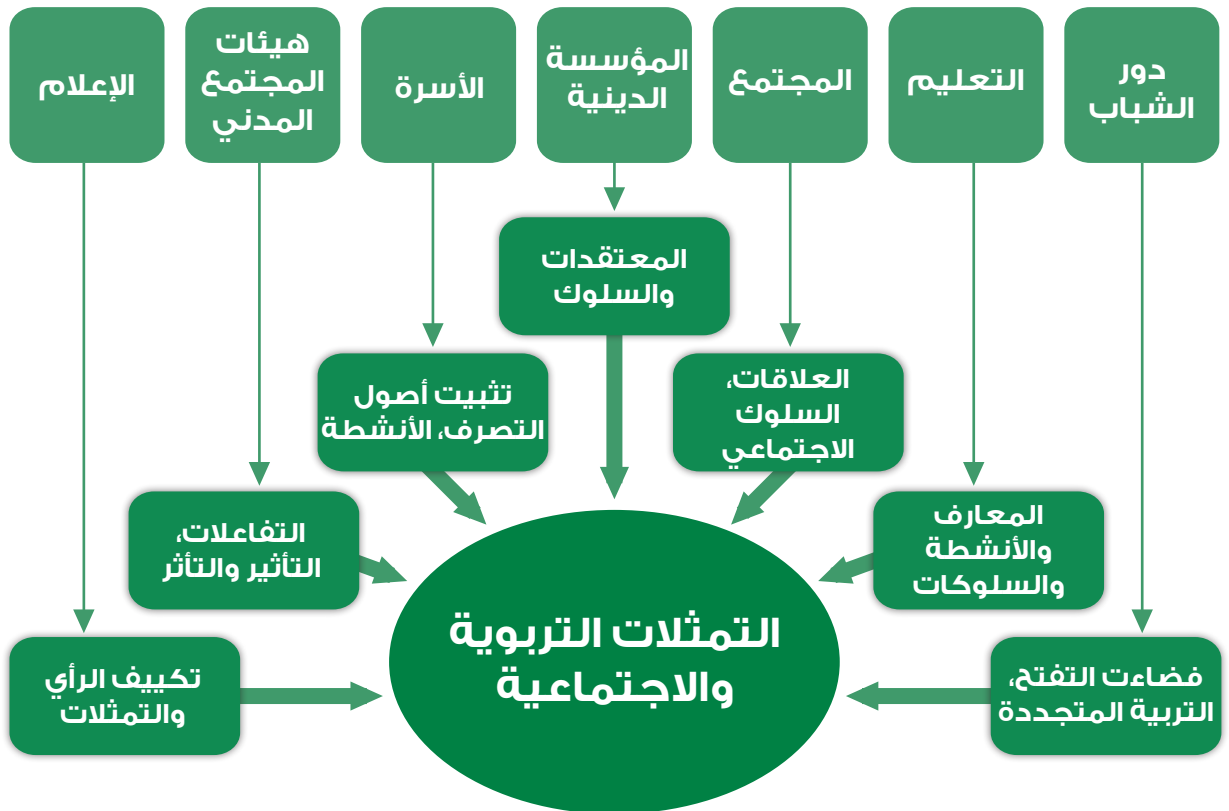 دور
الشباب
التعليم
المجتمع
المؤسسة
الدينية
الأسرة
هيئات
المجتمع
المدني
الإعلام
المعتقدات
والسلوك
العلاقات،
السلوك
الاجتماعي
تثبيت أصول
التصرف، الأنشطة
المعارف
والأنشطة
والسلوكات
التفاعلات،
التأثير والتأثر
فضاءت التفتح،
التربية المتجددة
تكييف الرأي
والتمثلات
التمثلات التربوية
والاجتماعية